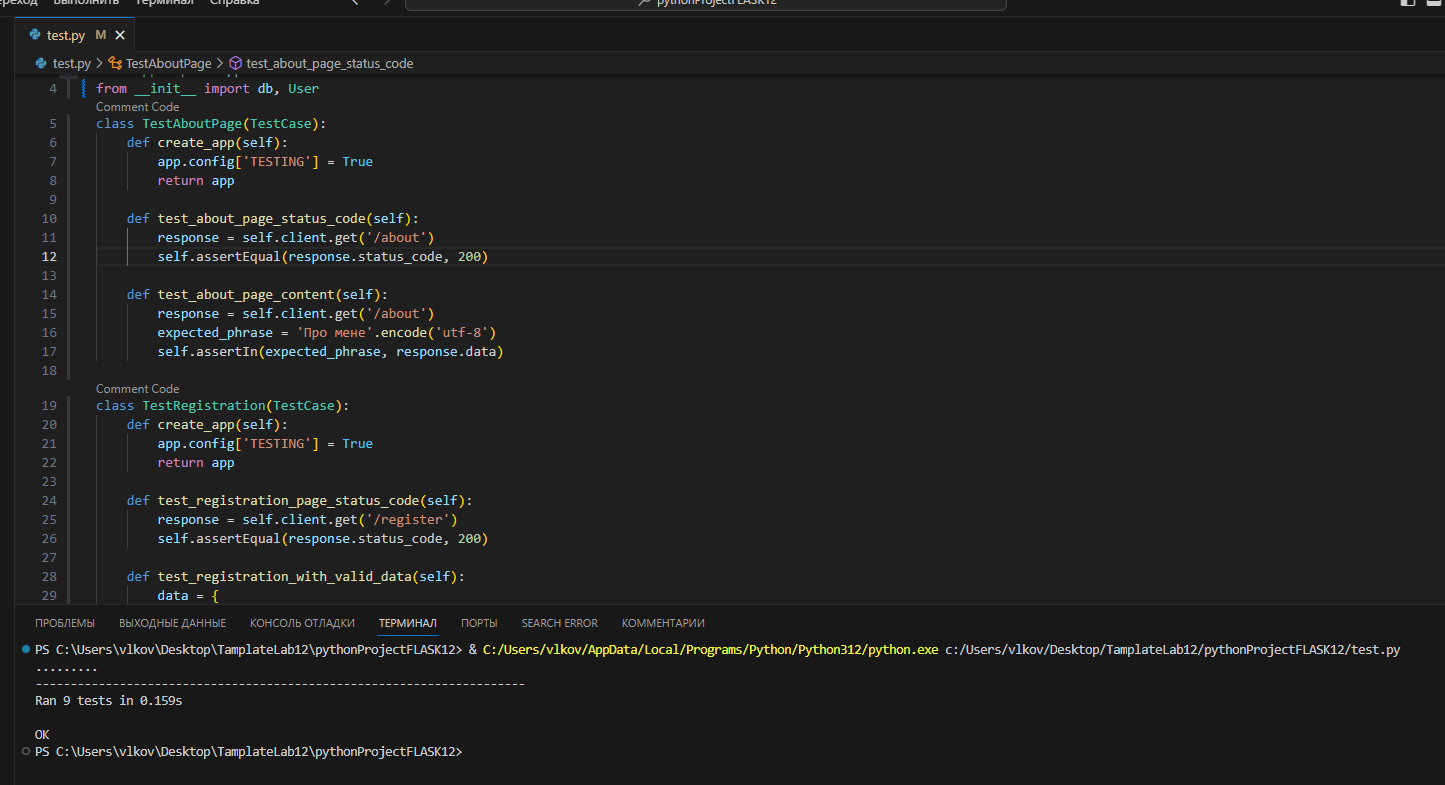 Выполнить Терминал Справка pythonProjectFLASK12
test.py M
test.py > TestAboutPage > test_about_page_status_code
4 from __init__ import db, User
Comment Code
5 class TestAboutPage(TestCase):
6 def create_app(self):
7 app.config['TESTING'] = True
8 return app
9
10 def test_about_page_status_code(self):
11 response = self.client.get('/about')
12 self.assertEqual(response.status_code, 200)
13
14 def test_about_page_content(self):
15 response = self.client.get('/about')
16 expected_phrase = 'Про мене'.encode('utf-8')
17 self.assertIn(expected_phrase, response.data)
18
Comment Code
19 class TestRegistration(TestCase):
20 def create_app(self):
21 app.config['TESTING'] = True
22 return app
23
24 def test_registration_page_status_code(self):
25 response = self.client.get('/register')
26 self.assertEqual(response.status_code, 200)
27
28 def test_registration_with_valid_data(self):
29 data = {
ПРОБЛЕМЫ ВЫХОДНЫЕ ДАННЫЕ КОНСОЛЬ ОТЛАДКИ ТЕРМИНАЛ ПОРТЫ SEARCH ERROR КОММЕНТАРИИ
PS C:\Users\vlkov\Desktop\TamplateLab12\pythonProjectFLASK12> & C:/Users/vlkov/AppData/Local/Programs/Python/Python312/python.exe c:/Users/vlkov/Desktop/TamplateLab12/pythonProjectFLASK12/test.py
.........
----------------------------------------------------------------------
Ran 9 tests in 0.159s
OK
PS C:\Users\vlkov\Desktop\TamplateLab12\pythonProjectFLASK12>